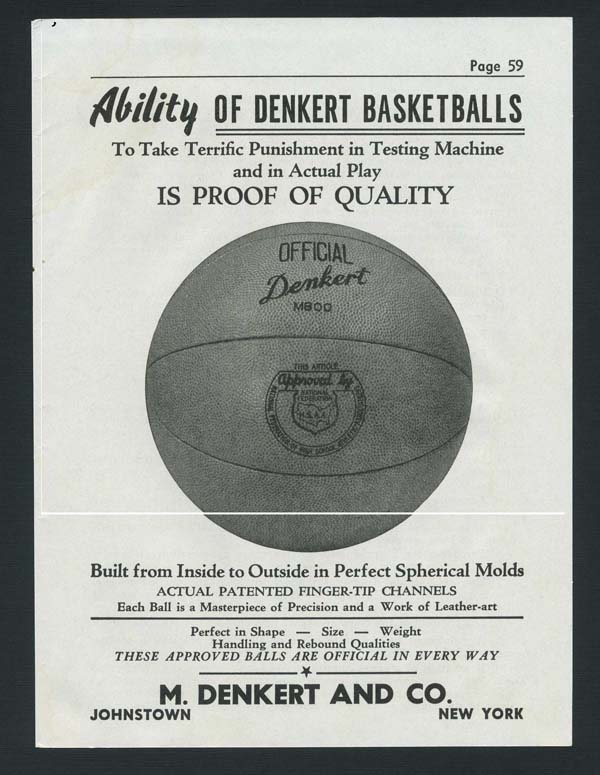 Page 59
Ability OF DENKERT BASKETBALLS
To Take Terrific Punishment in Testing Machine
and in Actual Play
IS PROOF OF QUALITY
OFFICIAL
Denkert
M800
THIS ARTICLE
Approved by
NATIONAL
FEDERATION
Built from Inside to Outside in Perfect Spherical Molds
ACTUAL PATENTED FINGER-TIP CHANNELS
Each Ball is a Masterpiece of Precision and a Work of Leather-art
Perfect in Shape — Size — Weight
Handling and Rebound Qualities
THESE APPROVED BALLS ARE OFFICIAL IN EVERY WAY
M. DENKERT AND CO.
JOHNSTOWN NEW YORK